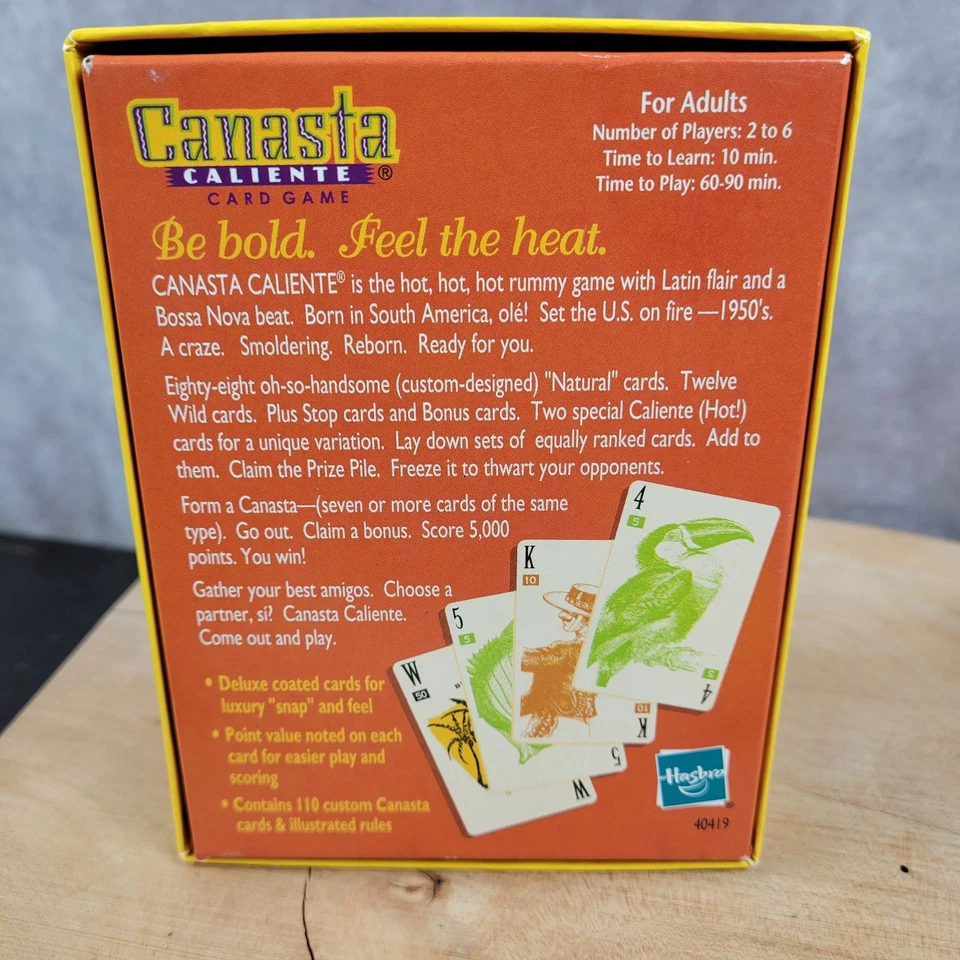 Canasta
CALIENTE ®
CARD GAME
For Adults
Number of Players: 2 to 6
Time to Learn: 10 min.
Time to Play: 60-90 min.
Be bold. Feel the heat.
CANASTA CALIENTE® is the hot, hot, hot rummy game with Latin flair and a
Bossa Nova beat. Born in South America, olé! Set the U.S. on fire —1950's.
A craze. Smoldering. Reborn. Ready for you.
Eighty-eight oh-so-handsome (custom-designed) "Natural" cards. Twelve
Wild cards. Plus Stop cards and Bonus cards. Two special Caliente (Hot!)
cards for a unique variation. Lay down sets of equally ranked cards. Add to
them. Claim the Prize Pile. Freeze it to thwart your opponents.
Form a Canasta—(seven or more cards of the same
type). Go out. Claim a bonus. Score 5,000
points. You win!
Gather your best amigos. Choose a
partner, sí? Canasta Caliente.
Come out and play.
• Deluxe coated cards for
luxury "snap" and feel
• Point value noted on each
card for easier play and
scoring
• Contains 110 custom Canasta
cards & illustrated rules
4
5
5
4
K
10
10
K
5
5
5
W
50
W
Hasbro
®
40419